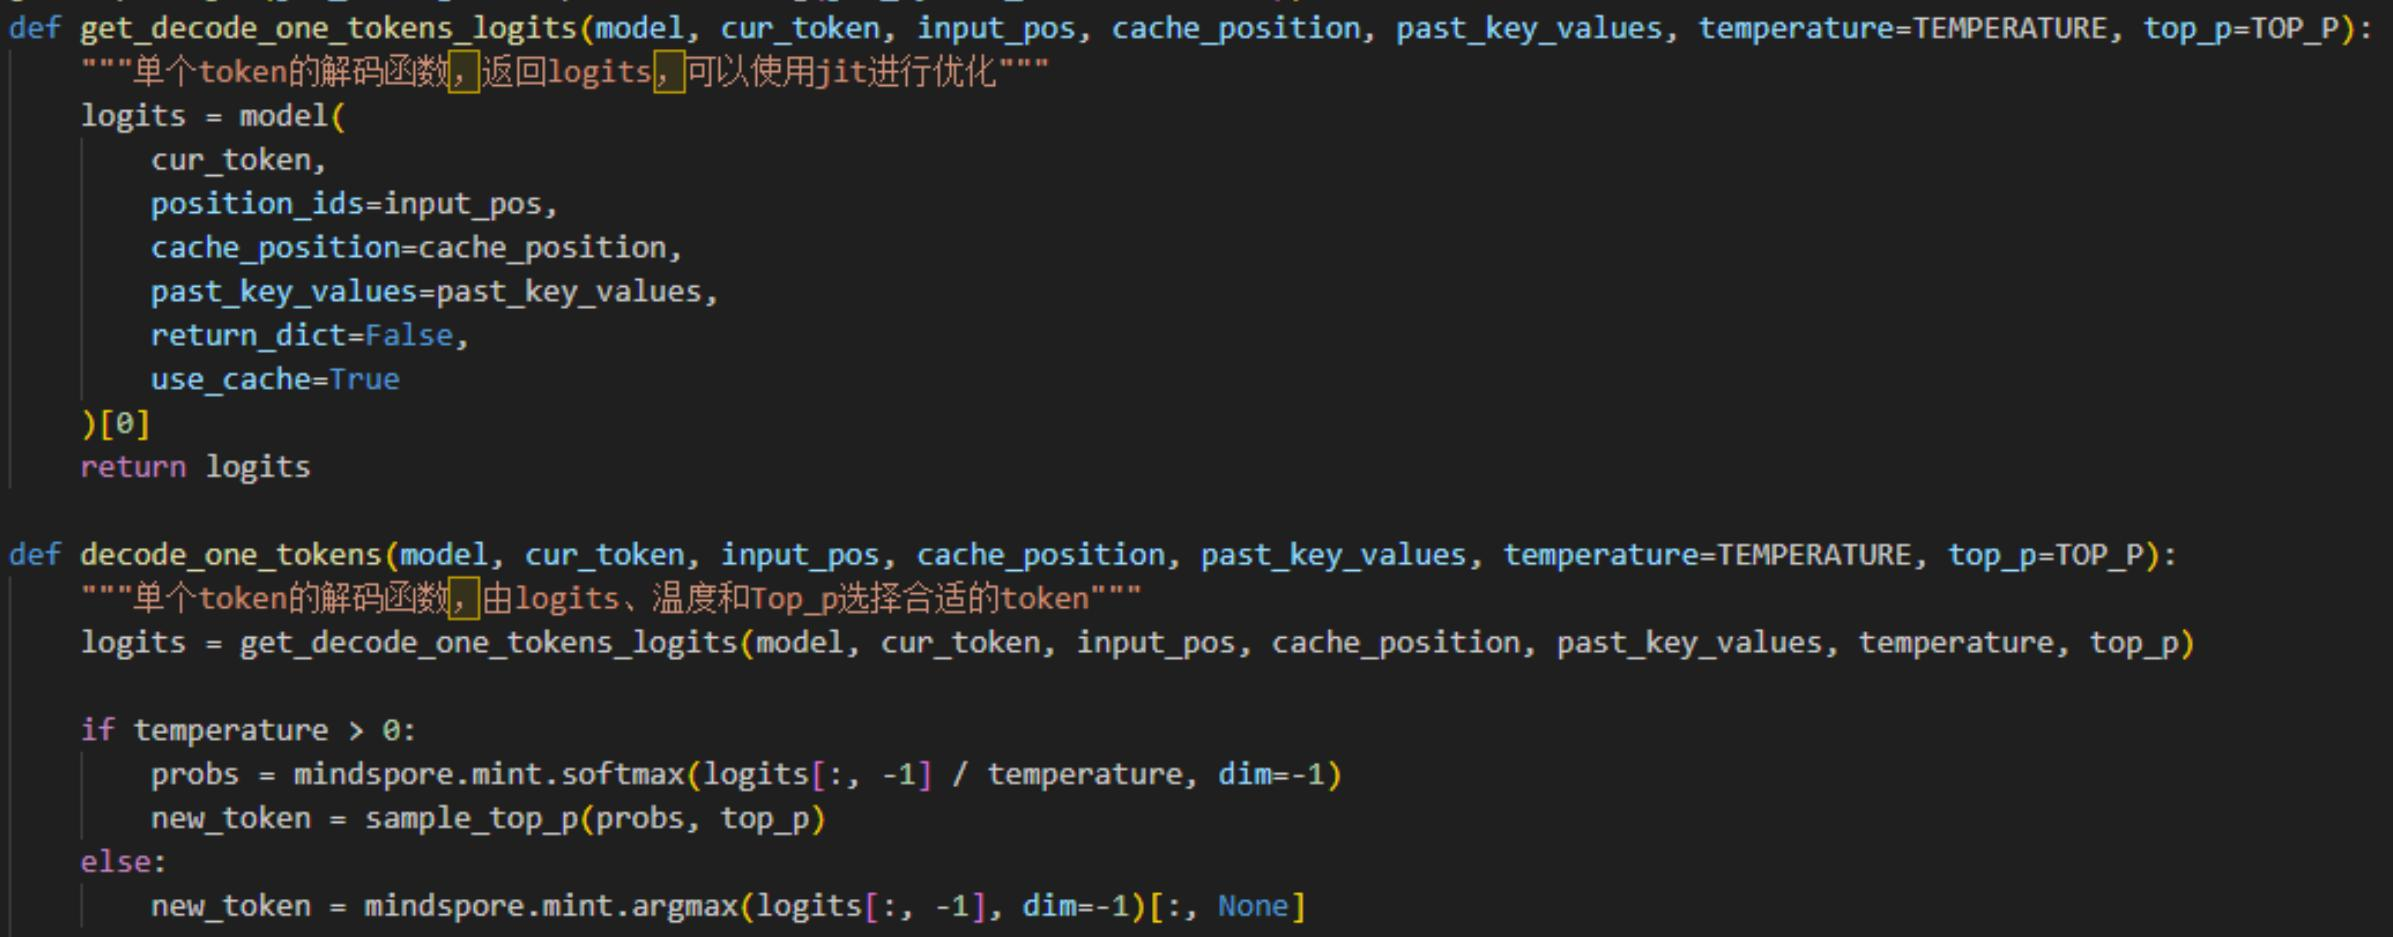 def get_decode_one_tokens_logits(model, cur_token, input_pos, cache_position, past_key_values, temperature=TEMPERATURE, top_p=TOP_P):
    """单个token的解码函数，返回logits，可以使用jit进行优化"""
    logits = model(
        cur_token,
        position_ids=input_pos,
        cache_position=cache_position,
        past_key_values=past_key_values,
        return_dict=False,
        use_cache=True
    )[0]
    return logits
def decode_one_tokens(model, cur_token, input_pos, cache_position, past_key_values, temperature=TEMPERATURE, top_p=TOP_P):
    """单个token的解码函数，由logits、温度和Top_p选择合适的token"""
    logits = get_decode_one_tokens_logits(model, cur_token, input_pos, cache_position, past_key_values, temperature, top_p)
    if temperature > 0:
        probs = mindspore.mint.softmax(logits[:, -1] / temperature, dim=-1)
        new_token = sample_top_p(probs, top_p)
    else:
        new_token = mindspore.mint.argmax(logits[:, -1], dim=-1)[:, None]